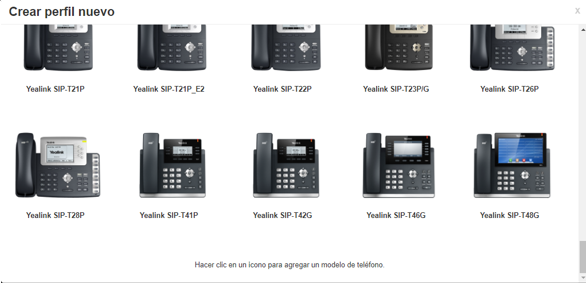 Crear perfil nuevo
x
Yealink SIP-T21P
Yealink SIP-T21P_E2
Yealink SIP-T22P
Yealink SIP-T23P/G
Yealink SIP-T26P
Yealink SIP-T28P
Yealink SIP-T41P
Yealink SIP-T42G
Yealink SIP-T46G
Yealink SIP-T48G
Hacer clic en un ícono para agregar un modelo de teléfono.